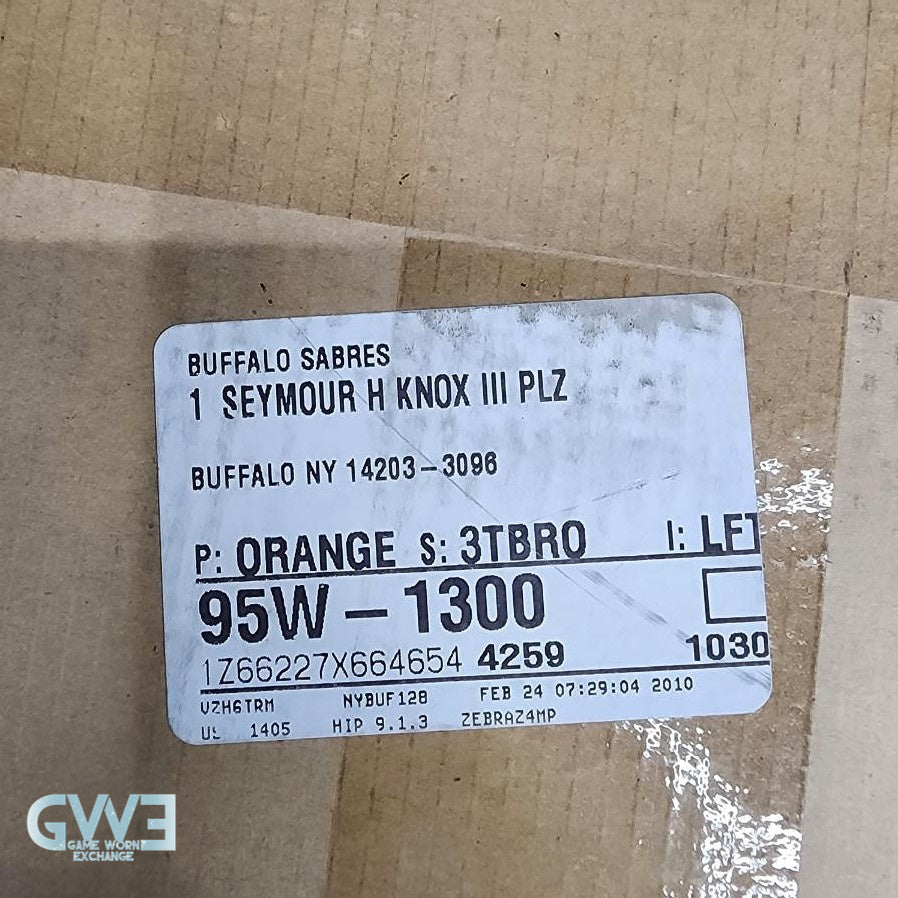 BUFFALO SABRES
1 SEYMOUR H KNOX III PLZ
BUFFALO NY 14203-3096
P: ORANGE S: 3TBRO I: LFT
95W-1300
1Z66227X664654 4259 1030
VZH6TRM NYBUF128 FEB 24 07:29:04 2010
1405 HIP 9.1.3 ZEBRAZ4MP
GWE
GAME WORN
EXCHANGE